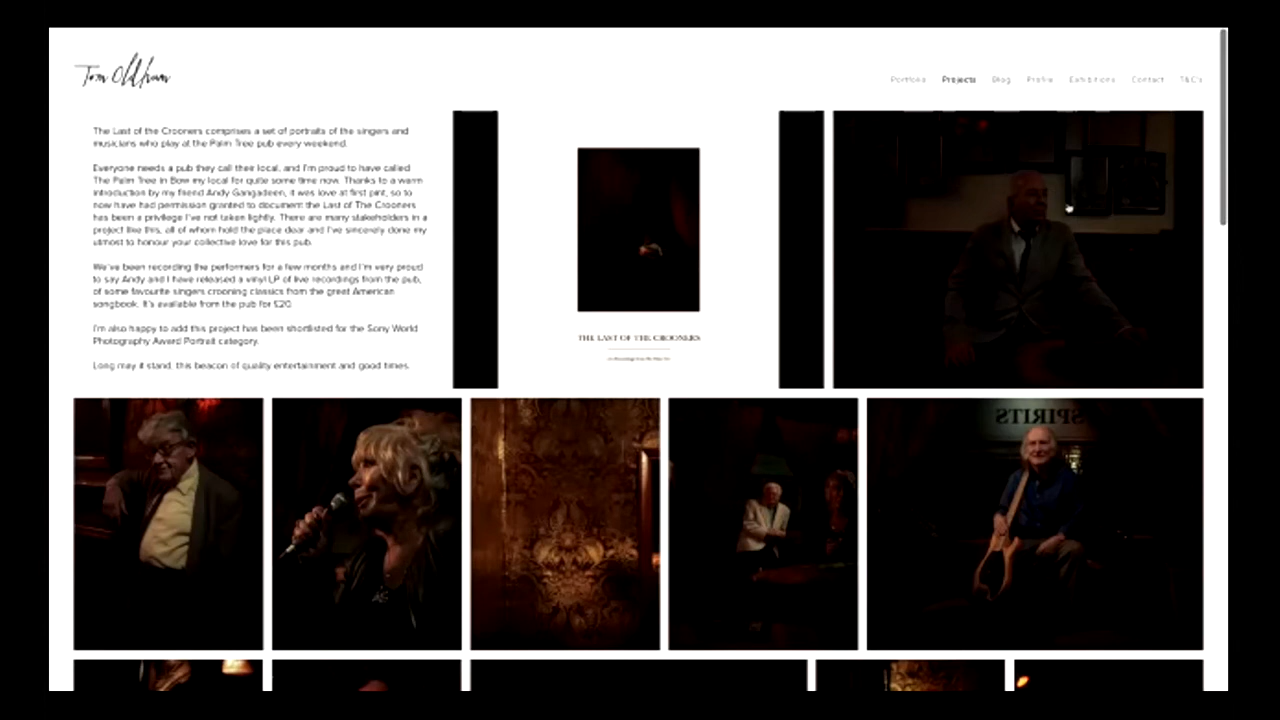 Tom Oldham
Portfolio Projects Blog Profile Exhibitions Contact T&C's
The Last of the Crooners comprises a set of portraits of the singers and
musicians who play at the Palm Tree pub every weekend.
Everyone needs a pub they call their local, and I'm proud to have called
The Palm Tree in Bow my local for quite some time now. Thanks to a warm
introduction by my friend Andy Gangadeen, it was love at first pint, so to
now have had permission granted to document the Last of The Crooners
has been a privilege I've not taken lightly. There are many stakeholders in a
project like this, all of whom hold the place dear and I've sincerely done my
utmost to honour your collective love for this pub.
We've been recording the performers for a few months and I'm very proud
to say Andy and I have released a vinyl LP of live recordings from the pub,
of some favourite singers crooning classics from the great American
songbook. It's available from the pub for £20.
I'm also happy to add this project has been shortlisted for the Sony World
Photography Award Portrait category.
Long may it stand, this beacon of quality entertainment and good times.
THE LAST OF THE CROONERS
SPIRITS